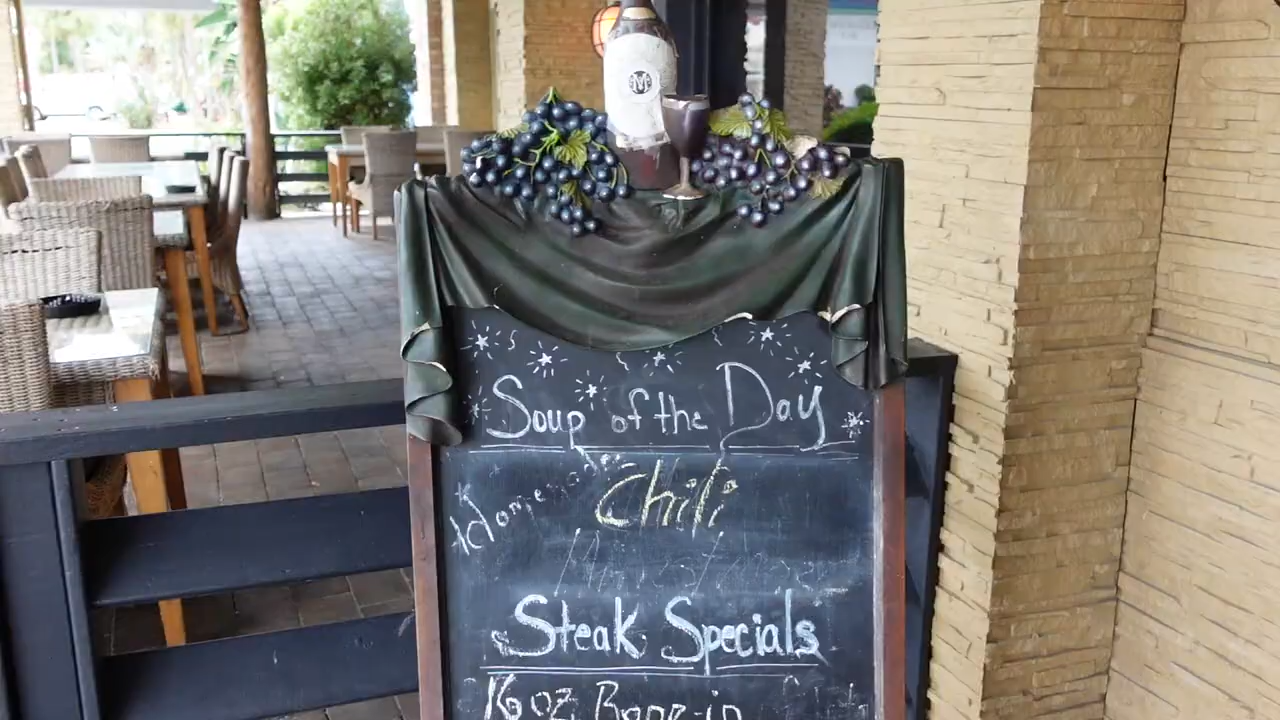 Soup of the Day
Homemade
Chili
Steak Specials
16 oz Bone-in